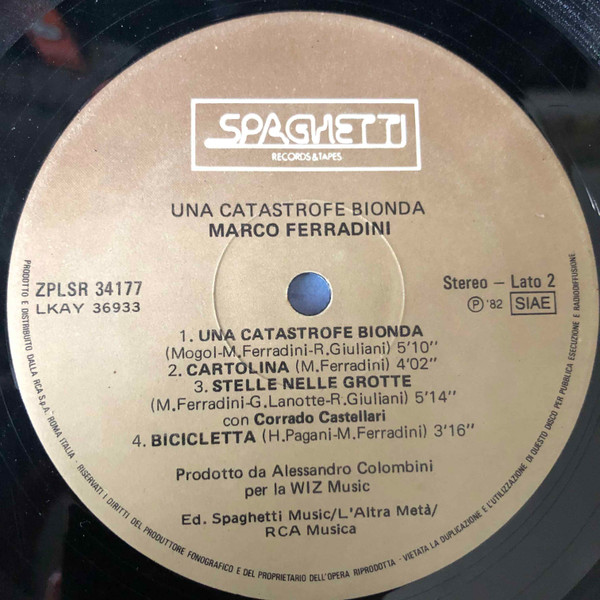 SPAGHETTI
RECORDS & TAPES
UNA CATASTROFE BIONDA
MARCO FERRADINI
ZPLSR 34177
LKAY 36933
Stereo - Lato 2
P '82 SIAE
1. UNA CATASTROFE BIONDA
(Mogol-M.Ferradini-R.Giuliani) 5'10"
2. CARTOLINA (M.Ferradini) 4'02"
3. STELLE NELLE GROTTE
(M.Ferradini-G.Lanotte-R.Giuliani) 5'14"
con Corrado Castellari
4. BICICLETTA (H.Pagani-M.Ferradini) 3'16"
Prodotto da Alessandro Colombini
per la WIZ Music
Ed. Spaghetti Music/L'Altra Metà/
RCA Musica
PRODOTTO E DISTRIBUITO DALLA RCA S.p.A. ROMA ITALIA - RISERVATI I DIRITTI DEL PRODUTTORE FONOGRAFICO E DEL PROPRIETARIO DELL'OPERA RIPRODOTTA - VIETATA LA DUPLICAZIONE E L'UTILIZZAZIONE DI QUESTO DISCO PER PUBBLICA ESECUZIONE E RADIODIFFUSIONE.